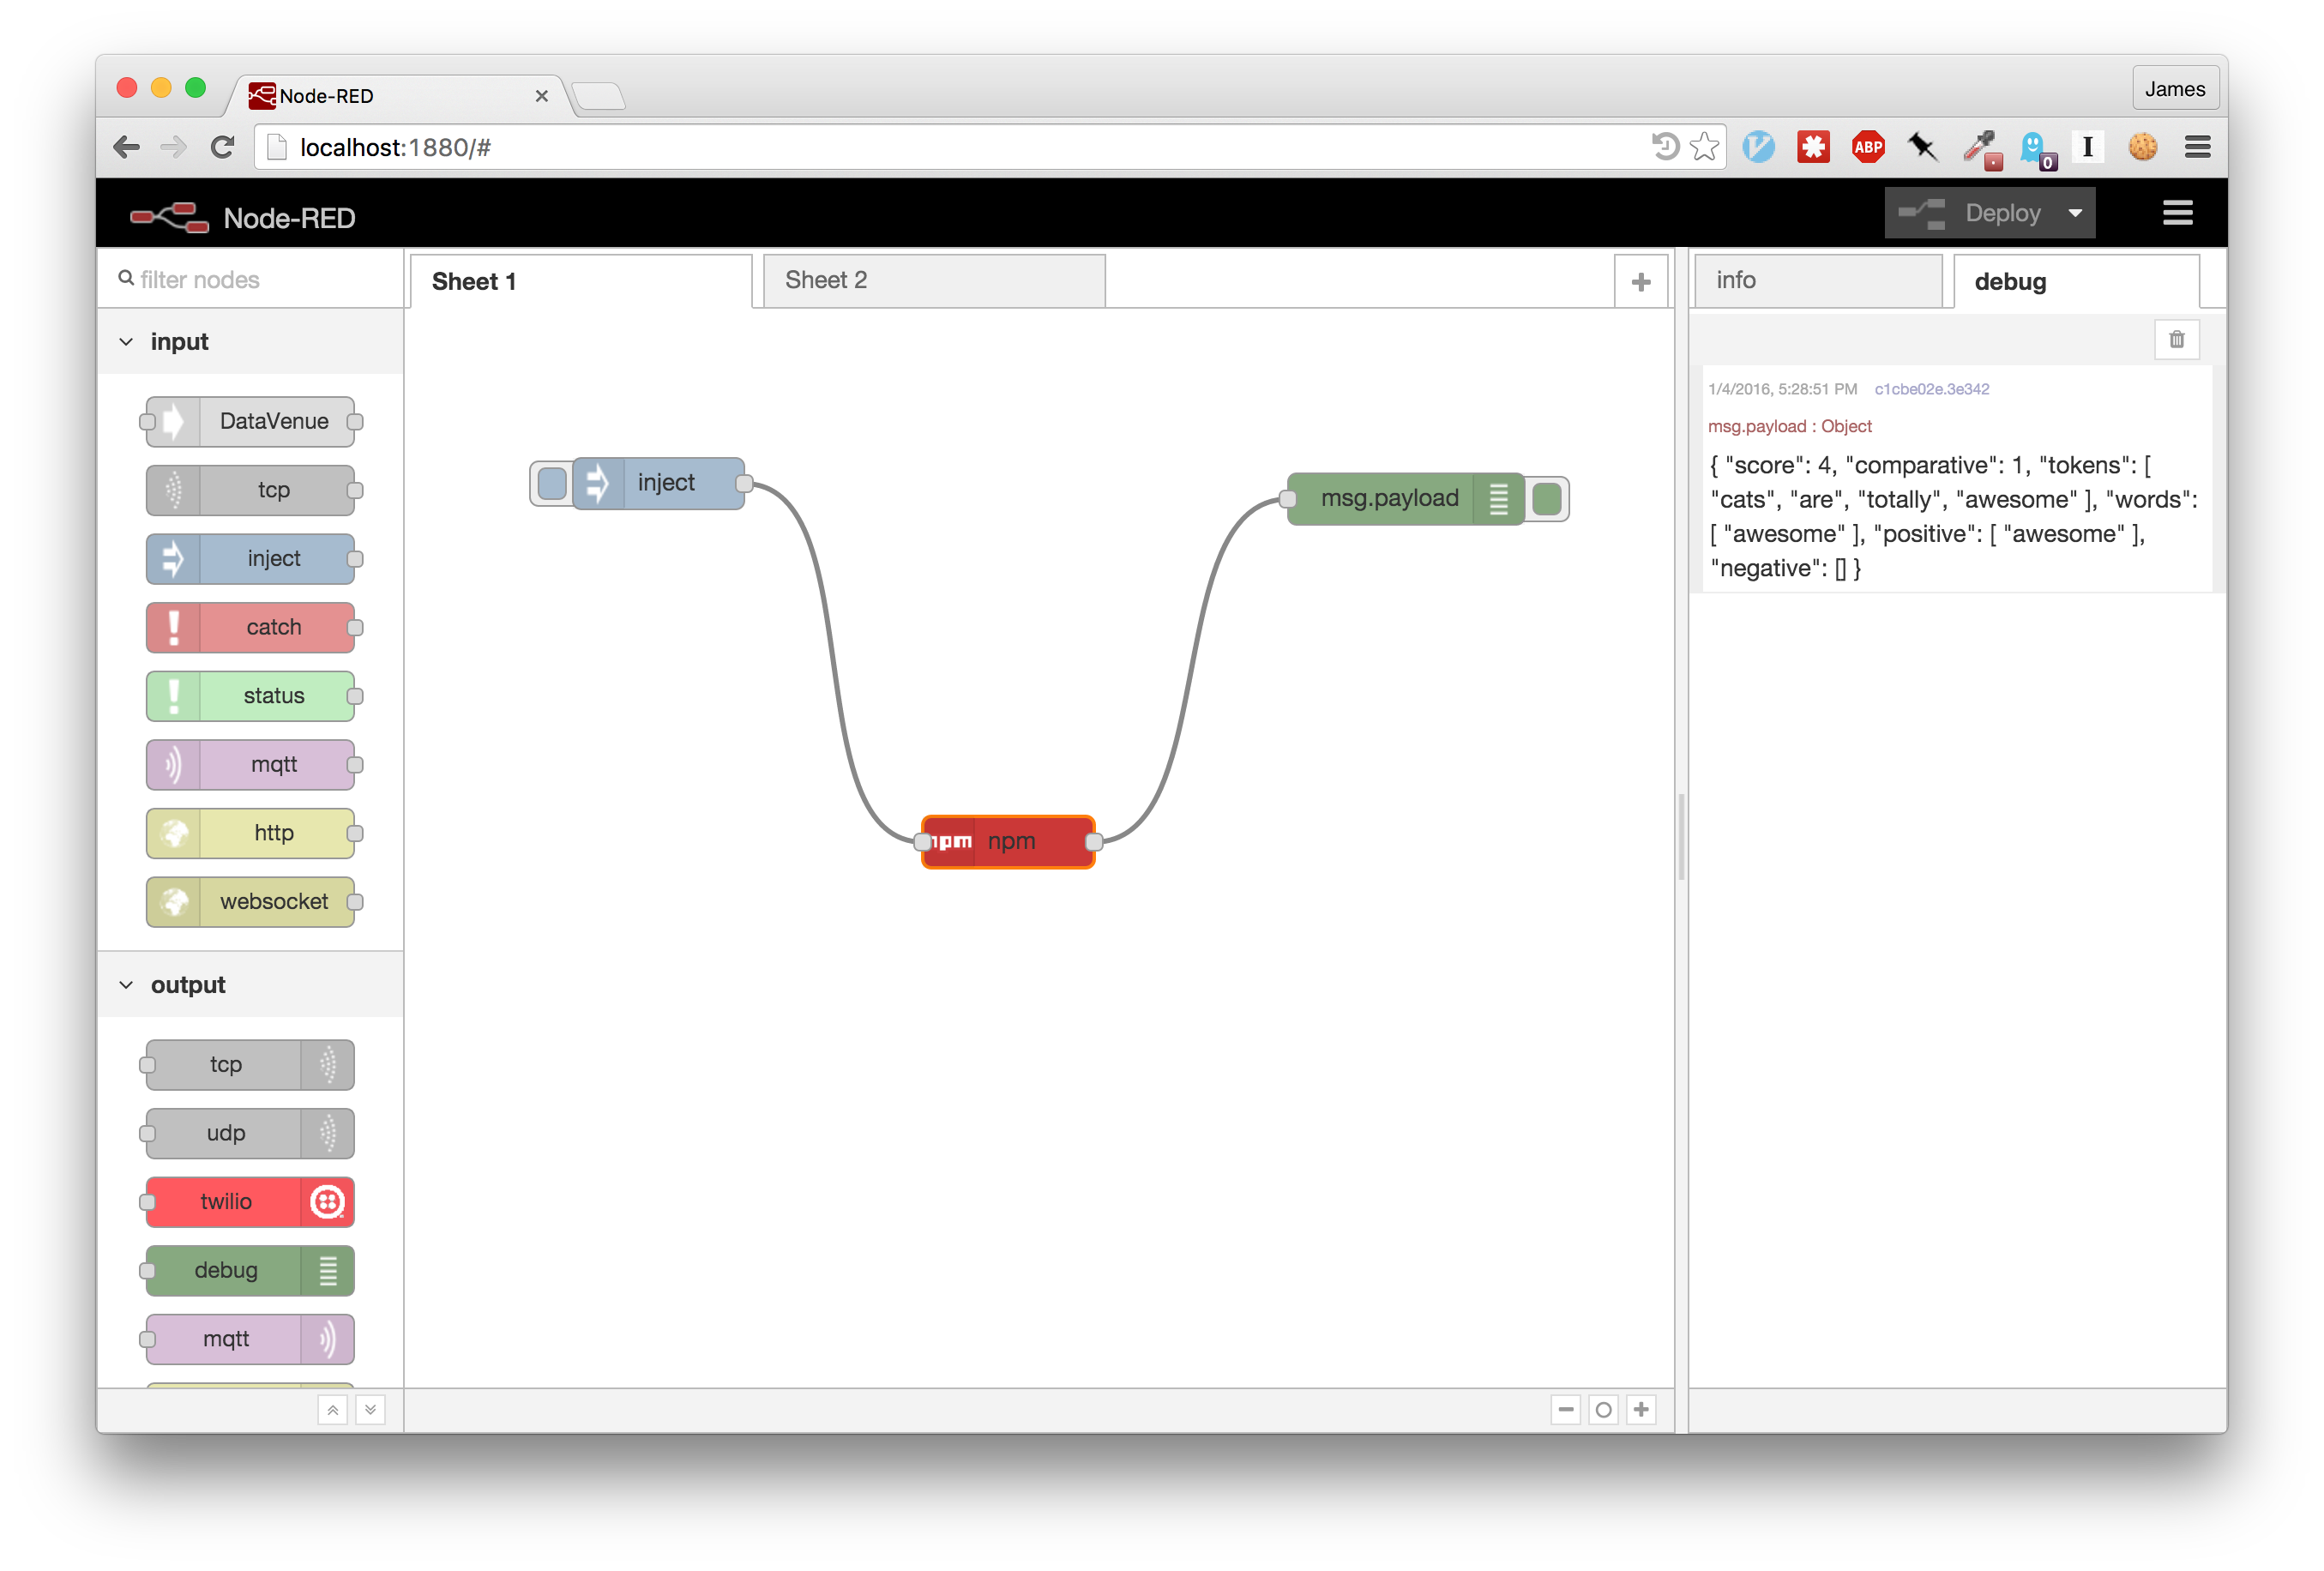 Node-RED
James
localhost:1880/#
ABP
0
I
Node-RED
Deploy
filter nodes
Sheet 1
Sheet 2
info
debug
input
DataVenue
tcp
inject
catch
status
mqtt
http
websocket
output
tcp
udp
twilio
debug
mqtt
inject
msg.payload
npm
npm
1/4/2016, 5:28:51 PM c1cbe02e.3e342
msg.payload : Object
{ "score": 4, "comparative": 1, "tokens": [
"cats", "are", "totally", "awesome" ], "words":
[ "awesome" ], "positive": [ "awesome" ],
"negative": [] }